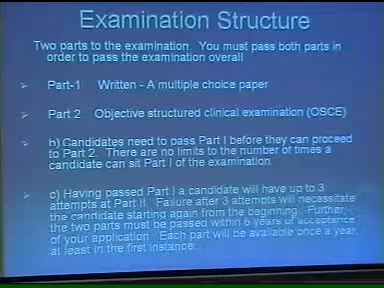 Examination Structure
Two parts to the examination. You must pass both parts in
order to pass the examination overall
Part-1 Written - A multiple choice paper
Part 2 Objective structured clinical examination (OSCE)
b) Candidates need to pass Part I before they can proceed
to Part 2. There are no limits to the number of times a
candidate can sit Part I of the examination.
c) Having passed Part I a candidate will have up to 3
attempts at Part II. Failure after 3 attempts will necessitate
the candidate starting again from the beginning. Further,
the two parts must be passed within 6 years of acceptance
of your application. Each part will be available once a year,
at least in the first instance.